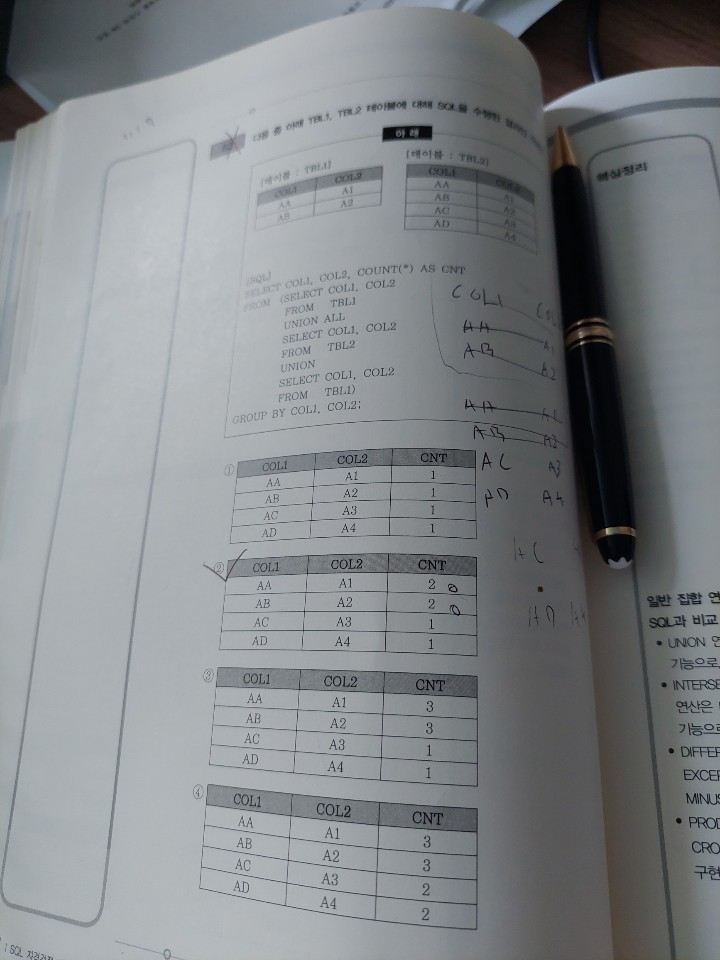 다음 중 아래 TBL1, TBL2 테이블에 대해 SQL을 수행한 결과인
아래
[테이블 : TBL1]
COL1 COL2
AA A1
AB A2
[테이블 : TBL2]
COL1
AA A1
AB A2
AC A3
AD A4
[SQL]
SELECT COL1, COL2, COUNT(*) AS CNT
FROM (SELECT COL1, COL2
FROM TBL1
UNION ALL
SELECT COL1, COL2
FROM TBL2
UNION
SELECT COL1, COL2
FROM TBL1)
GROUP BY COL1, COL2;
COL1 COL
AA A1
AB A2
AA A1
AB A2
AC A3
AD A4
AC
AD
① COL1 COL2 CNT
AA A1 1
AB A2 1
AC A3 1
AD A4 1
② COL1 COL2 CNT
AA A1 2
AB A2 2
AC A3 1
AD A4 1
③ COL1 COL2 CNT
AA A1 3
AB A2 3
AC A3 1
AD A4 1
④ COL1 COL2 CNT
AA A1 3
AB A2 3
AC A3 2
AD A4 2
핵심정리
일반 집합 연
SQL과 비교
• UNION 연
기능으로,
• INTERSE
연산은
기능으로
• DIFFER
EXCEP
MINUS
• PROD
CRO
구현